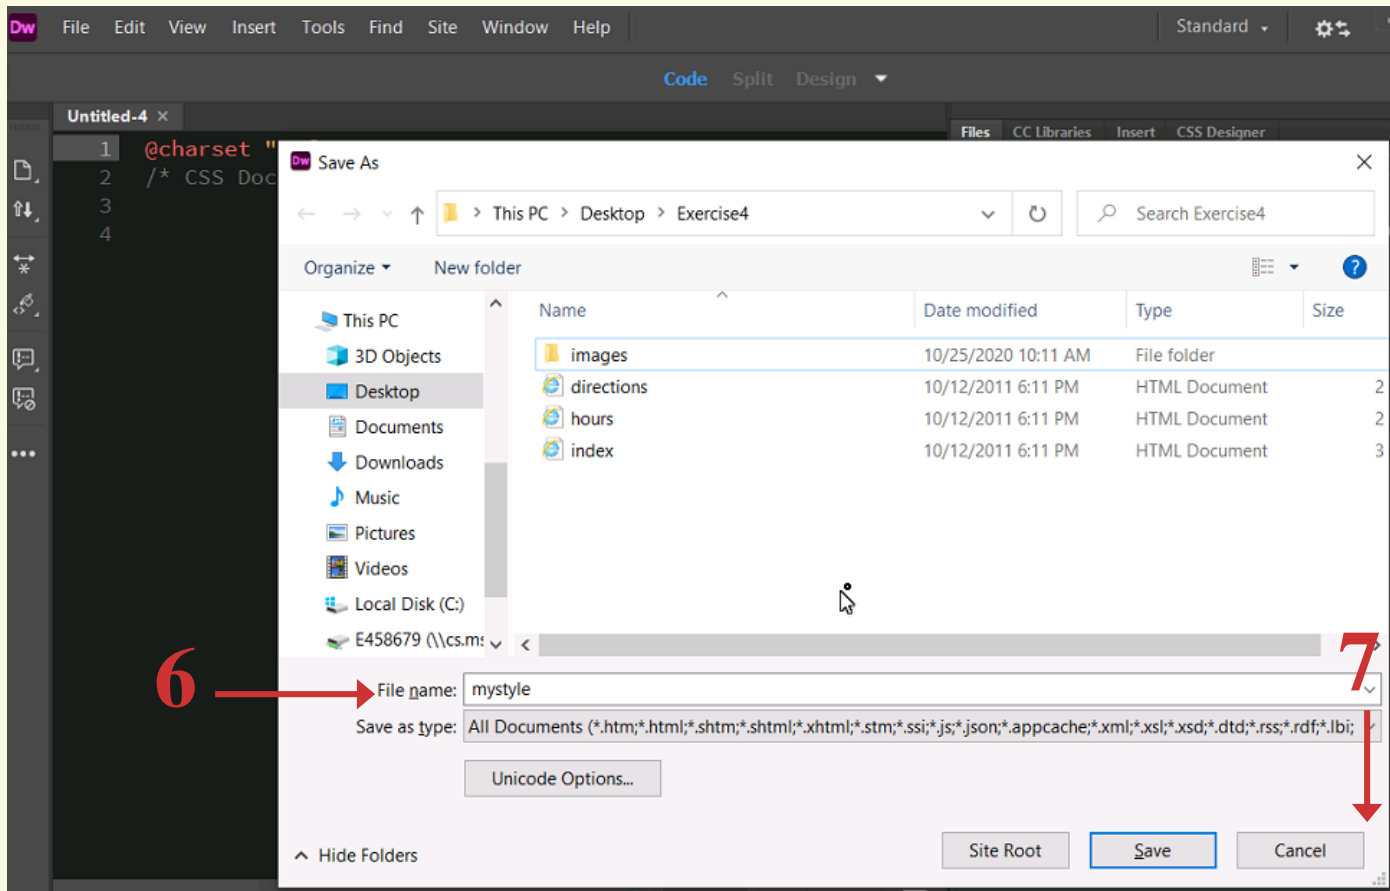 Dw File Edit View Insert Tools Find Site Window Help Standard
Code Split Design
Untitled-4 ×
Files CC Libraries Insert CSS Designer
1 @charset "
2 /* CSS Doc
3
4
Dw Save As
This PC > Desktop > Exercise4
Search Exercise4
Organize New folder
?
Name Date modified Type Size
This PC
3D Objects
Desktop
Documents
Downloads
Music
Pictures
Videos
Local Disk (C:)
E458679 (\\cs.m
images 10/25/2020 10:11 AM File folder
directions 10/12/2011 6:11 PM HTML Document 2
hours 10/12/2011 6:11 PM HTML Document 2
index 10/12/2011 6:11 PM HTML Document 3
6
7
File name: mystyle
Save as type: All Documents (*.htm;*.html;*.shtm;*.shtml;*.xhtml;*.stm;*.ssi;*.js;*.json;*.appcache;*.xml;*.xsl;*.xsd;*.dtd;*.rss;*.rdf;*.lbi;
Unicode Options...
Hide Folders
Site Root Save Cancel